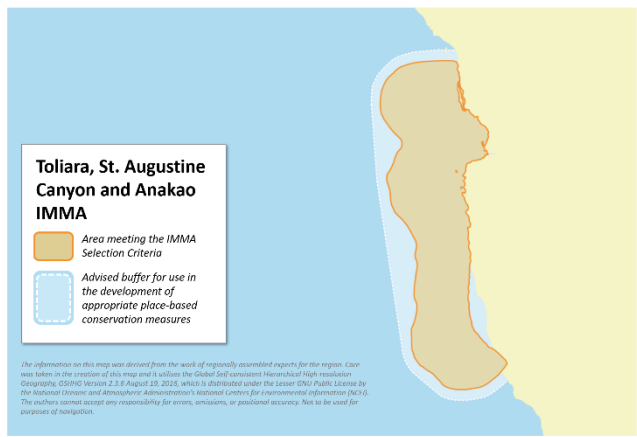 Toliara, St. Augustine
Canyon and Anakao
IMMA
Area meeting the IMMA
Selection Criteria
Advised buffer for use in
the development of
appropriate place-based
conservation measures
The information on this map was derived from the work of regionally assembled experts for the region. Care
was taken in the creation of this map and it utilises the Global Self-consistent Hierarchical High-resolution
Geography, GSHHG Version 2.3.6 August 19, 2016, which is distributed under the Lesser GNU Public License by
the National Oceanic and Atmospheric Administration's National Centers for Environmental Information (NCEI).
The authors cannot accept any responsibility for errors, omissions, or positional accuracy. Not to be used for
purposes of navigation.